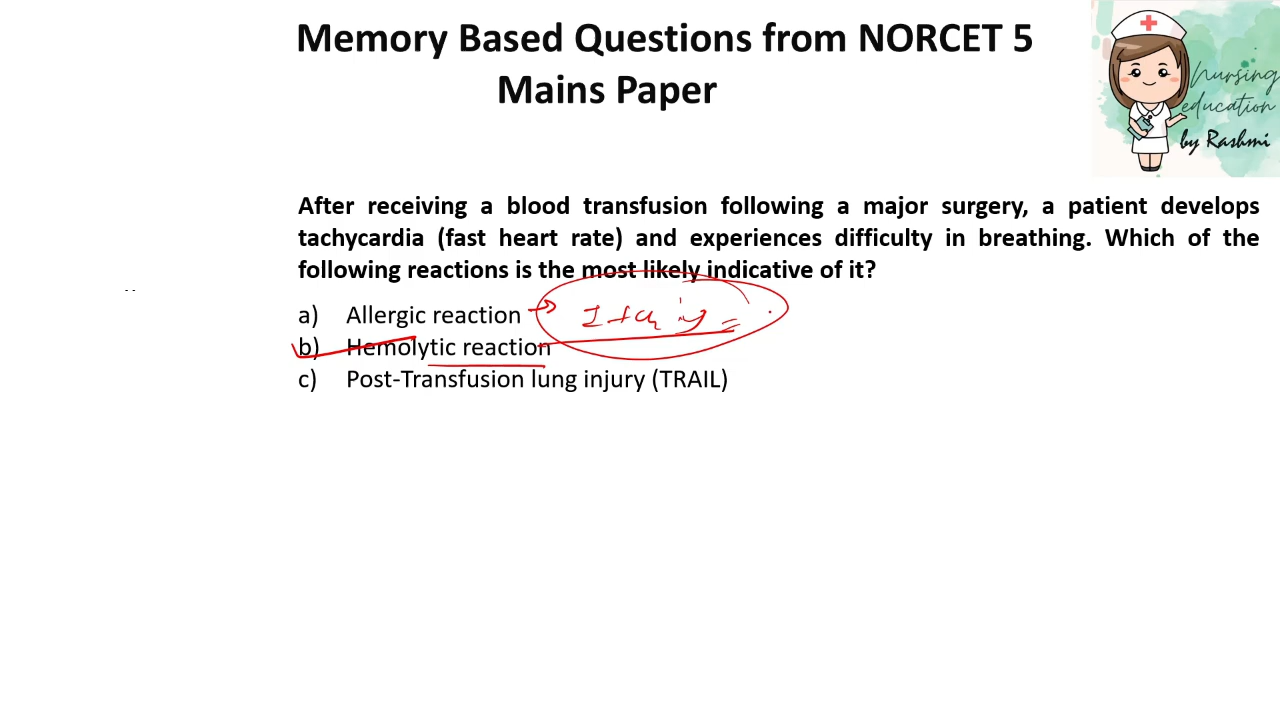 Memory Based Questions from NORCET 5
Mains Paper
Nursing
education
by Rashmi
After receiving a blood transfusion following a major surgery, a patient develops
tachycardia (fast heart rate) and experiences difficulty in breathing. Which of the
following reactions is the most likely indicative of it?
a) Allergic reaction → Itching
b) Hemolytic reaction
c) Post-Transfusion lung injury (TRAIL)